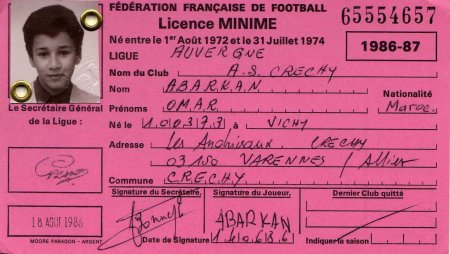 FÉDÉRATION FRANÇAISE DE FOOTBALL
65554657
Licence MINIME
Né entre le 1er Août 1972 et le 31 Juillet 1974
1986-87
LIGUE AUVERGNE
Nom du Club A.S. CRECHY
Nom ABARKAN
Nationalité
Prénoms OMAR
Maroc.
Le Secrétaire Général
de la Ligue :
Né le 1.0.0.3.7.1 à VICHY
Adresse Les CRECHY
03150 VARENNES / Allier
Commune CRECHY
Signature du Secrétaire. Signature du Joueur. Dernier Club quitté
ABARKAN
18 AOUT 1986
Date de Signature 1.4.0.6.8.6 Indiquer la saison
MOORE PARAGON - ARGENT